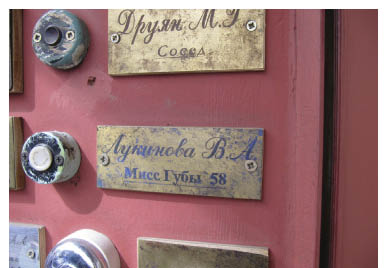 Друян М.Г.
Сосед
Лукинова В.А
Мисс Губы 58